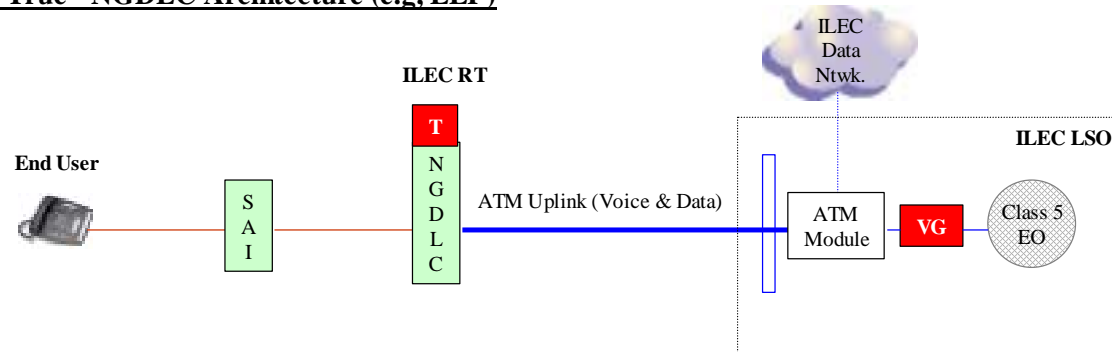 "True" NGDLC Architecture (e.g, ELP)
ILEC
Data
Ntwk.
ILEC RT
ILEC LSO
T
End User
N
G
D
L
C
S
A
I
ATM Uplink (Voice & Data)
ATM
Module
VG
Class 5
EO